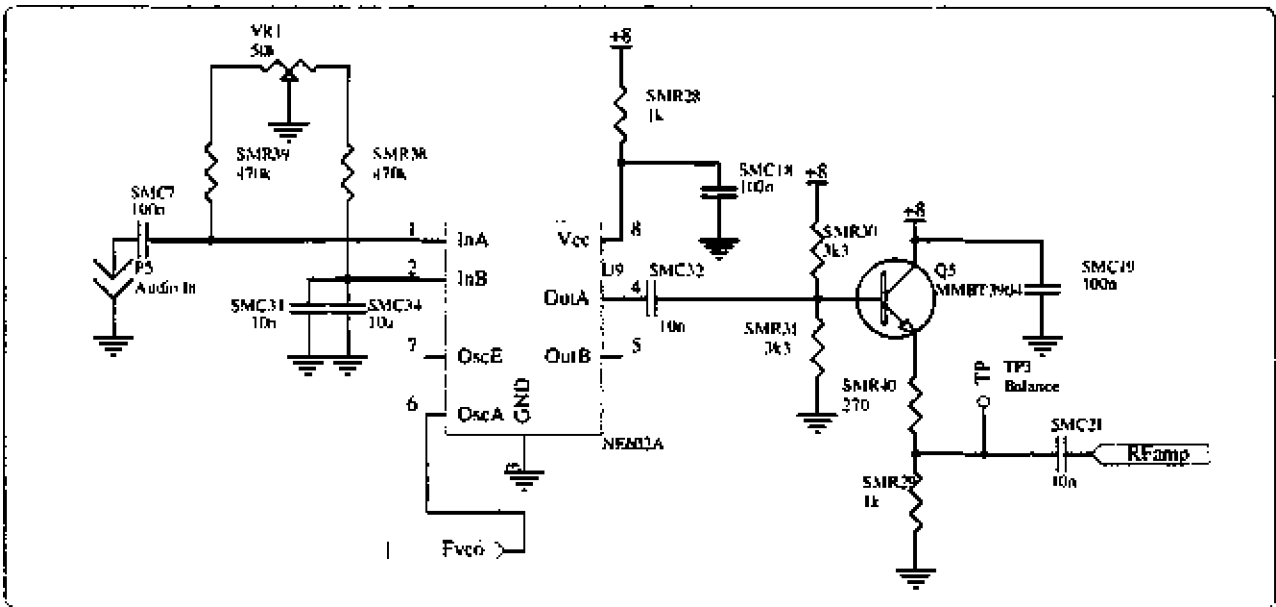 VR1
50k
+8
SMR28
1k
SMR39
470k
SMR38
470k
SMC18
100n
+8
SMC7
100n
+8
1
InA
Vcc
8
SMR30
3k3
P5
Audio In
2
InB
U9
SMC32
Q5
MMBT3904
SMC19
100n
OutA
4
10n
SMC31
10n
SMC34
10u
SMR31
3k3
7
OscE
OutB
5
TP
TP3
Balance
6
OscA
GND
SMR40
270
NE602A
SMC21
10n
RFamp
3
SMR29
1k
Fvco